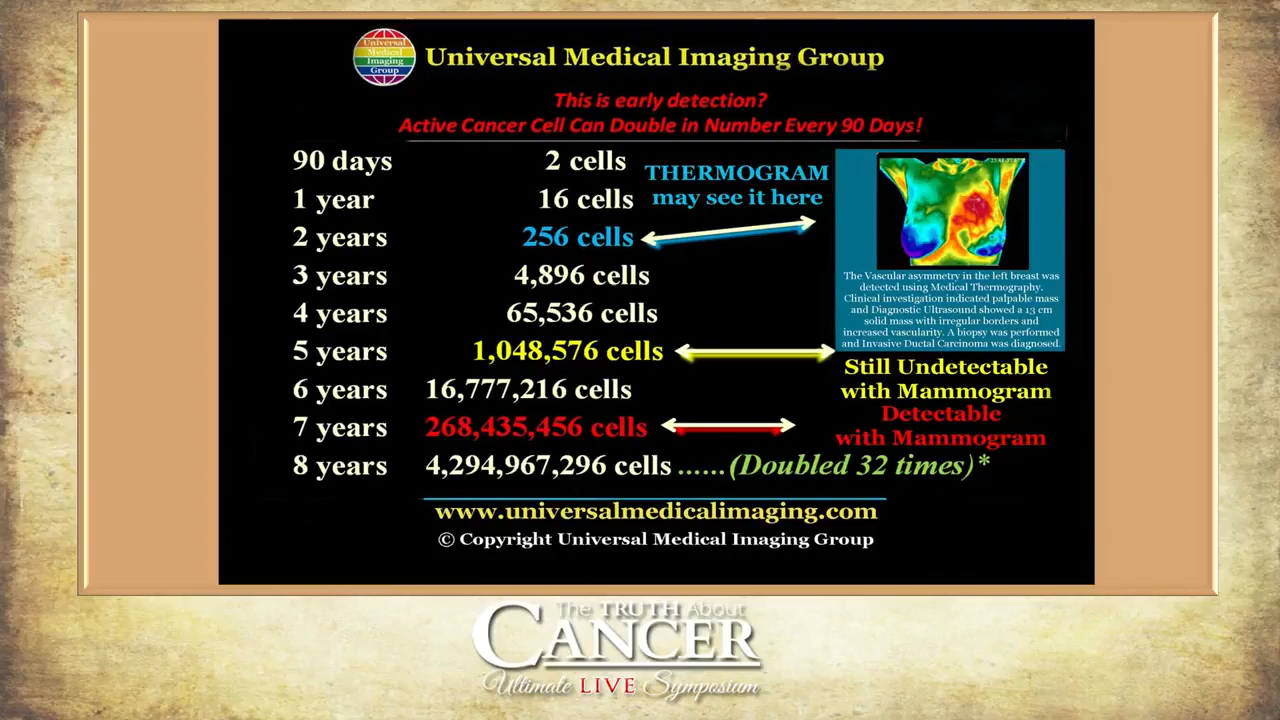 Universal
Medical
Imaging
Group
Universal Medical Imaging Group
This is early detection?
Active Cancer Cell Can Double in Number Every 90 Days!
90 days 2 cells
1 year 16 cells
2 years 256 cells
3 years 4,896 cells
4 years 65,536 cells
5 years 1,048,576 cells
6 years 16,777,216 cells
7 years 268,435,456 cells
8 years 4,294,967,296 cells ......(Doubled 32 times)*
THERMOGRAM
may see it here
The Vascular asymmetry in the left breast was
detected using Medical Thermography.
Clinical investigation indicated palpable mass
and Diagnostic Ultrasound showed a 13 cm
solid mass with irregular borders and
increased vascularity. A biopsy was performed
and Invasive Ductal Carcinoma was diagnosed.
Still Undetectable
with Mammogram
Detectable
with Mammogram
www.universalmedicalimaging.com
© Copyright Universal Medical Imaging Group
The TRUTH About
CANCER
Ultimate LIVE Symposium